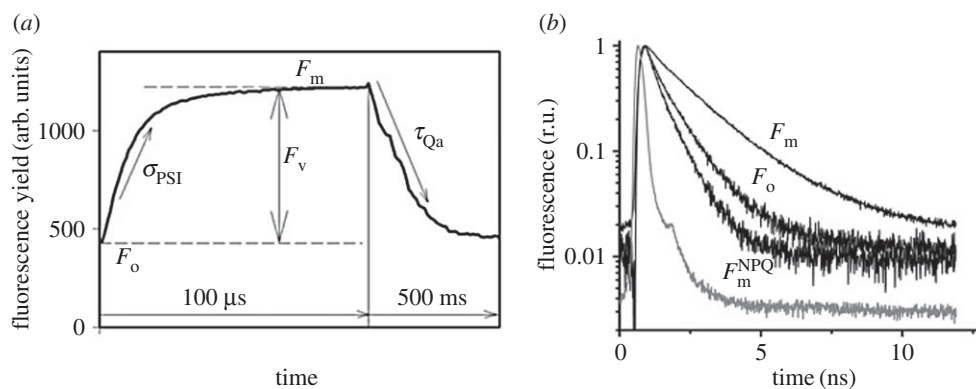 (a)
fluorescence yield (arb. units)
1000
500
0
Fm
Fv
Fo
σPSI
τQa
100 µs
500 ms
time
(b)
fluorescence (r.u.)
1
0.1
0.01
Fm
Fo
FmNPQ
0
5
10
time (ns)